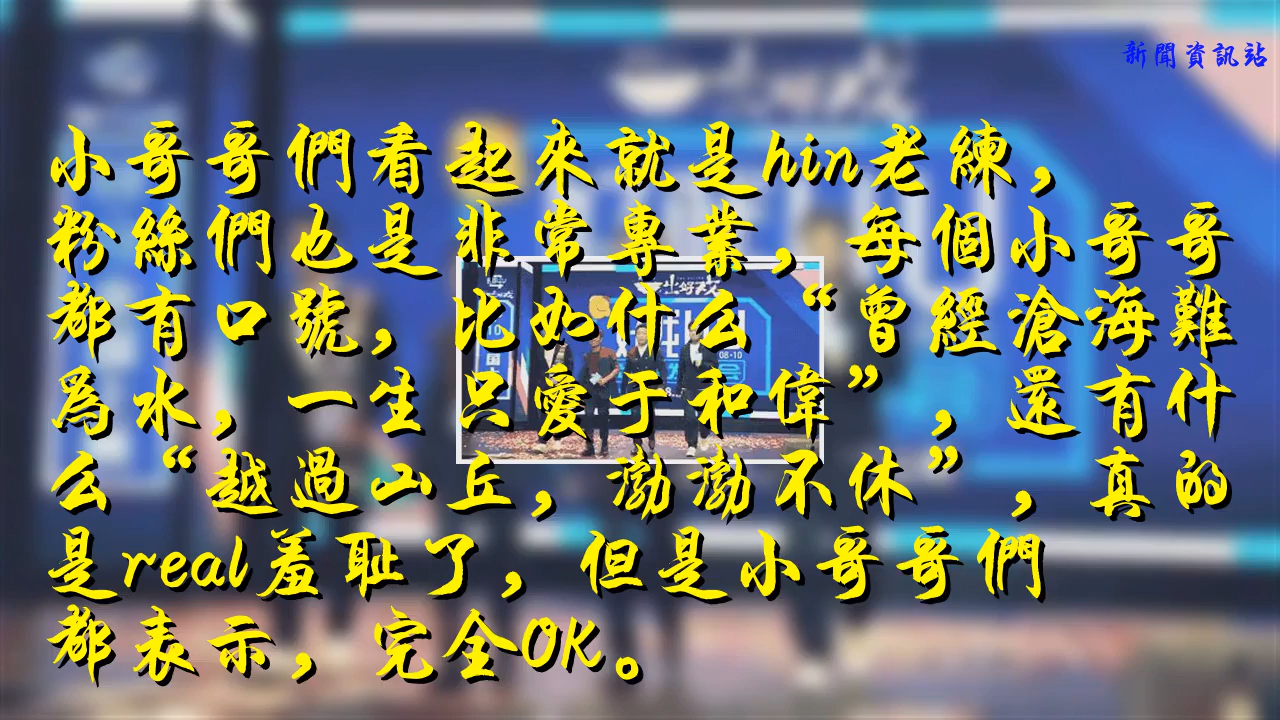 新聞資訊站
小哥哥們看起來就是hin老練，
粉絲們也是非常專業，每個小哥哥
都有口號，比如什么“曾經滄海難
爲水，一生只愛于和偉”，還有什
么“越過山丘，渤渤不休”，真的
是real羞耻了，但是小哥哥們
都表示，完全OK。